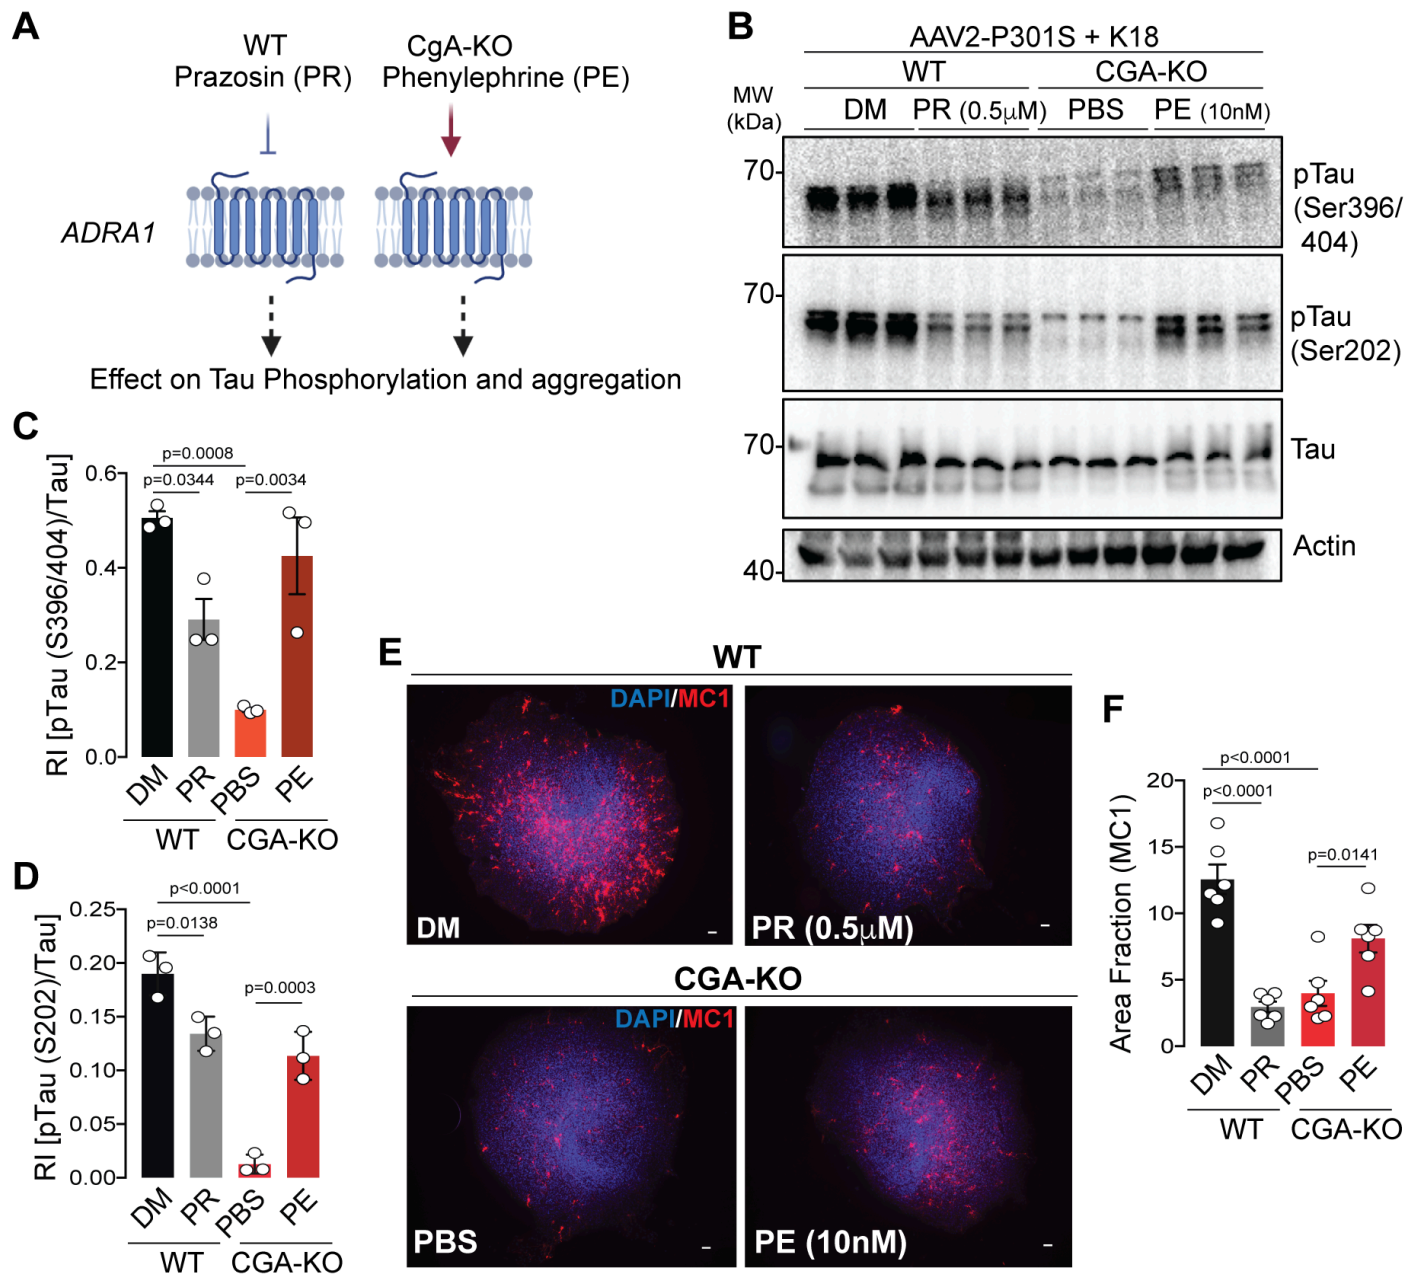 A
WT
Prazosin (PR)
CgA-KO
Phenylephrine (PE)
ADRA1
Effect on Tau Phosphorylation and aggregation
B
AAV2-P301S + K18
WT
CGA-KO
MW
(kDa)
DM
PR (0.5μM)
PBS
PE (10nM)
70
pTau
(Ser396/
404)
70
pTau
(Ser202)
70
Tau
40
Actin
C
RI [pTau (S396/404)/Tau]
p=0.0008
p=0.0344
p=0.0034
0.6
0.4
0.2
0.0
DM
PR
PBS
PE
WT
CGA-KO
D
RI [pTau (S202)/Tau]
p<0.0001
p=0.0138
p=0.0003
0.25
0.20
0.15
0.10
0.05
0.00
DM
PR
PBS
PE
WT
CGA-KO
E
WT
DAPI/MC1
DM
PR (0.5μM)
CGA-KO
DAPI/MC1
PBS
PE (10nM)
F
Area Fraction (MC1)
p<0.0001
p<0.0001
p=0.0141
20
15
10
5
0
DM
PR
PBS
PE
WT
CGA-KO